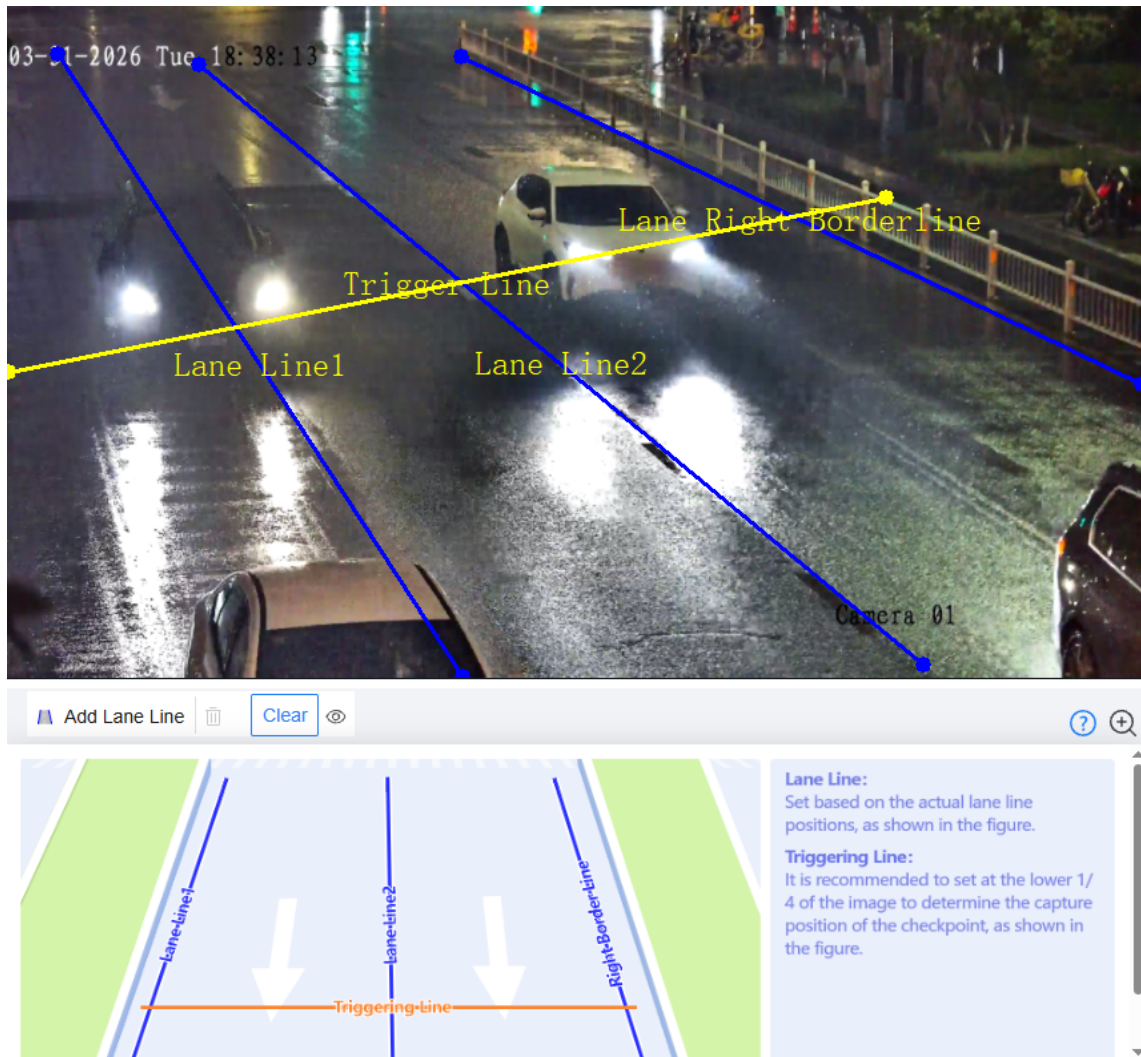 03-31-2026 Tue 18:38:13
Lane Right Borderline
Trigger Line
Lane Line1
Lane Line2
Camera 01
Add Lane Line
Clear
?
Lane Line:
Set based on the actual lane line
positions, as shown in the figure.
Triggering Line:
It is recommended to set at the lower 1/
4 of the image to determine the capture
position of the checkpoint, as shown in
the figure.
Lane Line1
Lane Line2
Right Border Line
Triggering Line